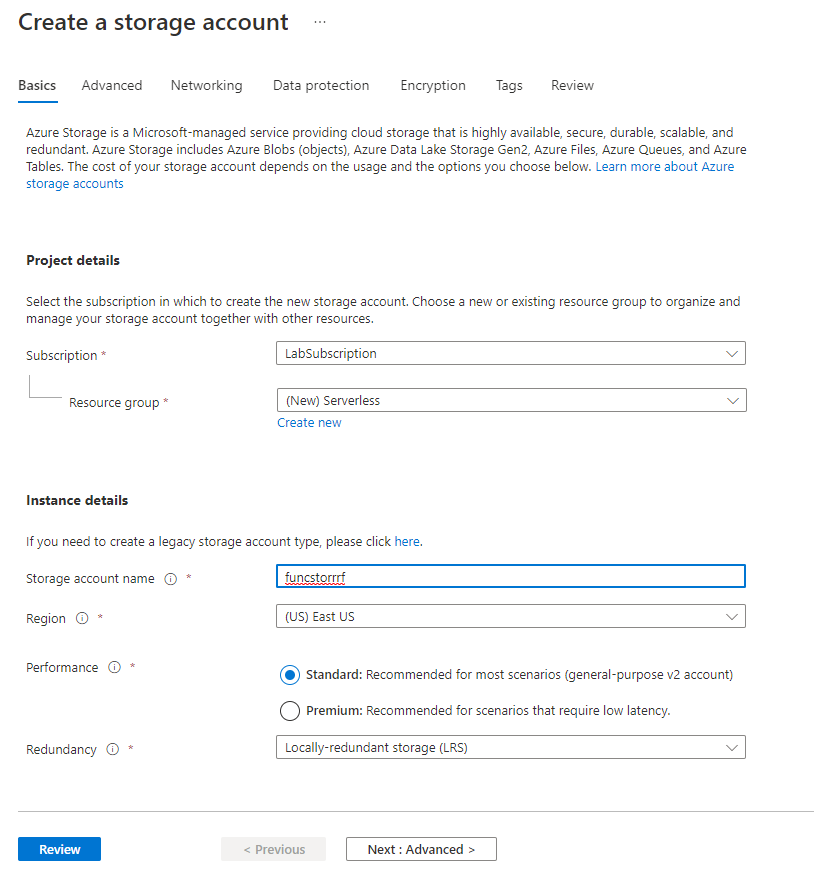 Create a storage account ...
Basics Advanced Networking Data protection Encryption Tags Review
Azure Storage is a Microsoft-managed service providing cloud storage that is highly available, secure, durable, scalable, and
redundant. Azure Storage includes Azure Blobs (objects), Azure Data Lake Storage Gen2, Azure Files, Azure Queues, and Azure
Tables. The cost of your storage account depends on the usage and the options you choose below. Learn more about Azure
storage accounts
Project details
Select the subscription in which to create the new storage account. Choose a new or existing resource group to organize and
manage your storage account together with other resources.
Subscription * LabSubscription
Resource group * (New) Serverless
Create new
Instance details
If you need to create a legacy storage account type, please click here.
Storage account name * funcstorrrf
Region * (US) East US
Performance * Standard: Recommended for most scenarios (general-purpose v2 account)
Premium: Recommended for scenarios that require low latency.
Redundancy * Locally-redundant storage (LRS)
Review < Previous Next : Advanced >